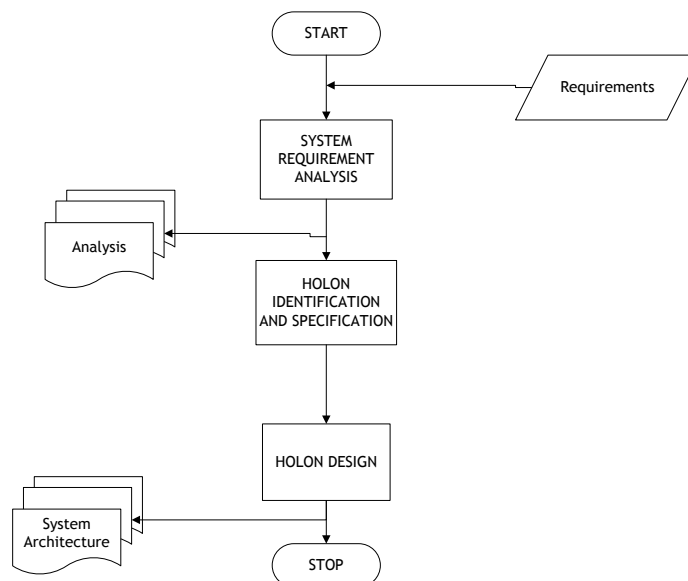 START
Requirements
SYSTEM
REQUIREMENT
ANALYSIS
Analysis
HOLON
IDENTIFICATION
AND SPECIFICATION
HOLON DESIGN
System
Architecture
STOP